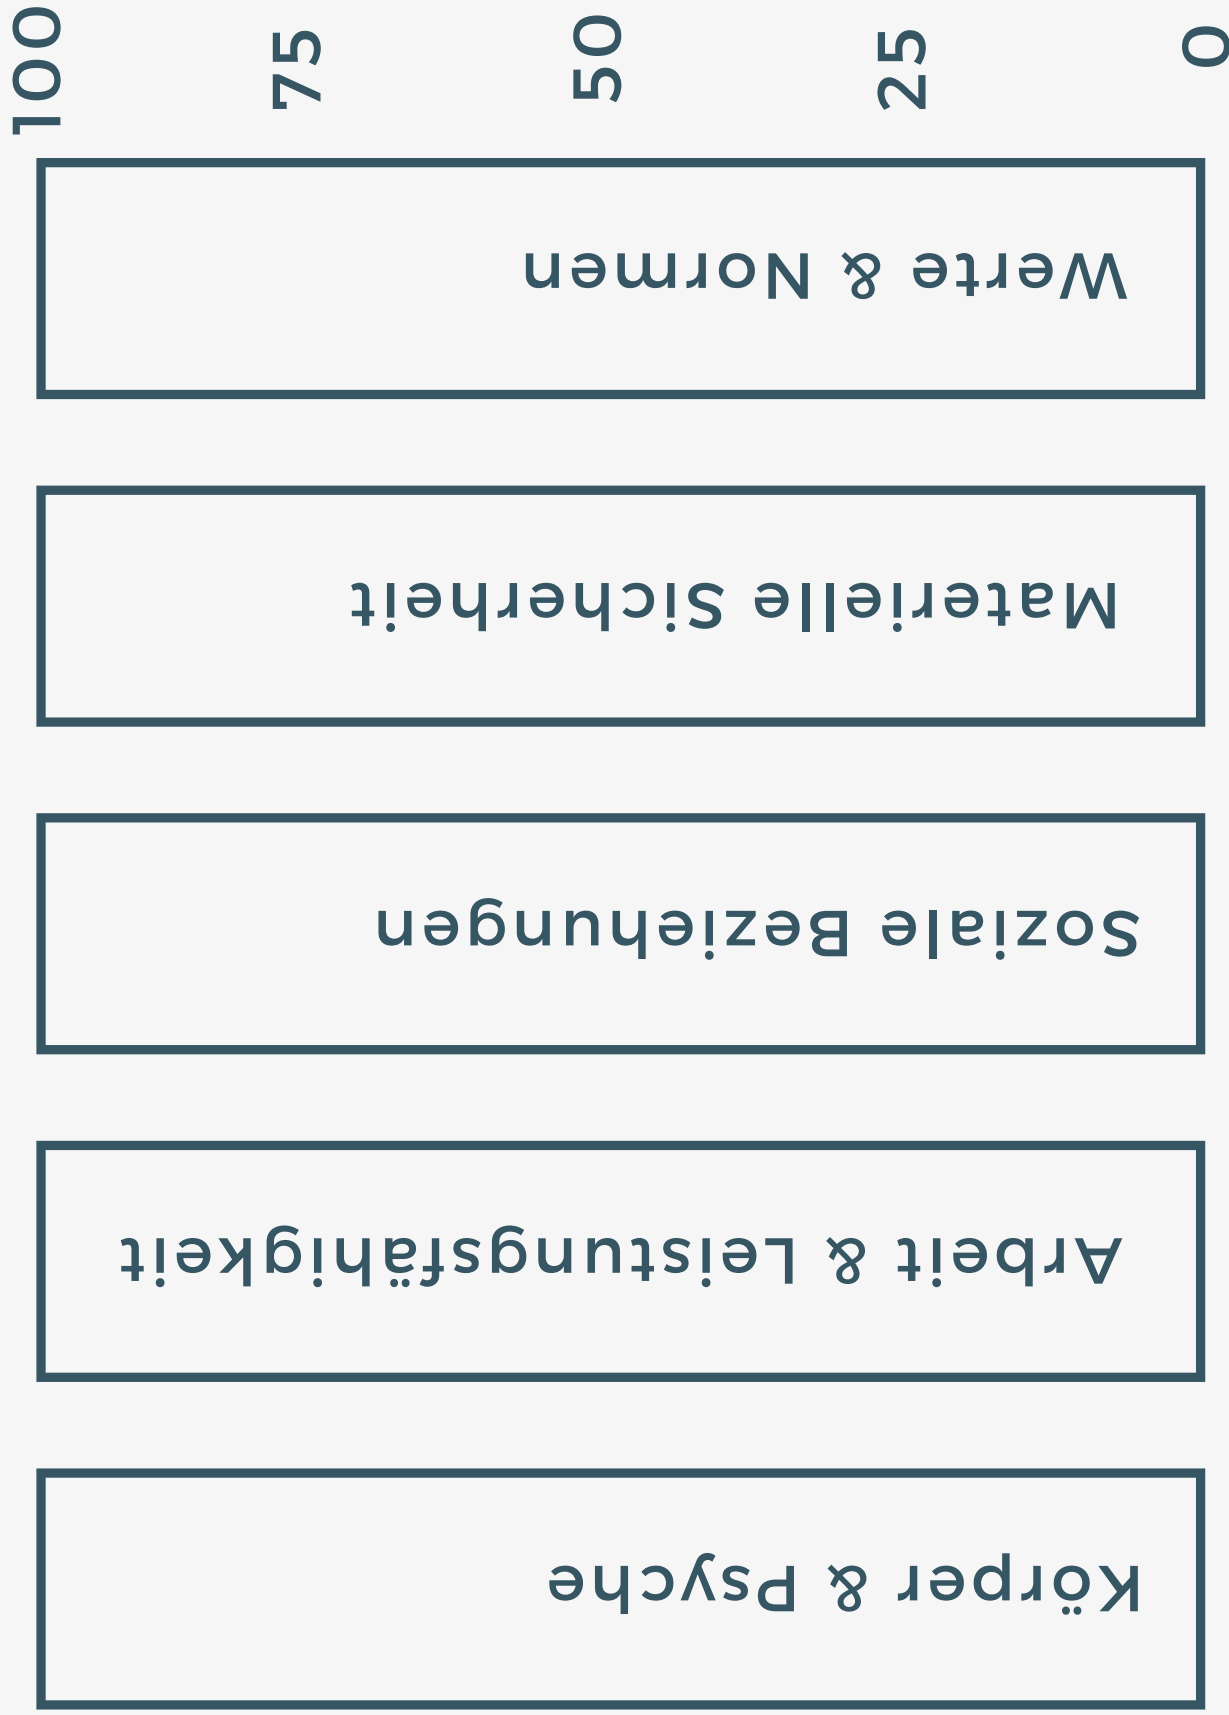 Körper & Psyche
Arbeit & Leistungsfähigkeit
Soziale Beziehungen
Materielle Sicherheit
Werte & Normen
0
25
50
75
100